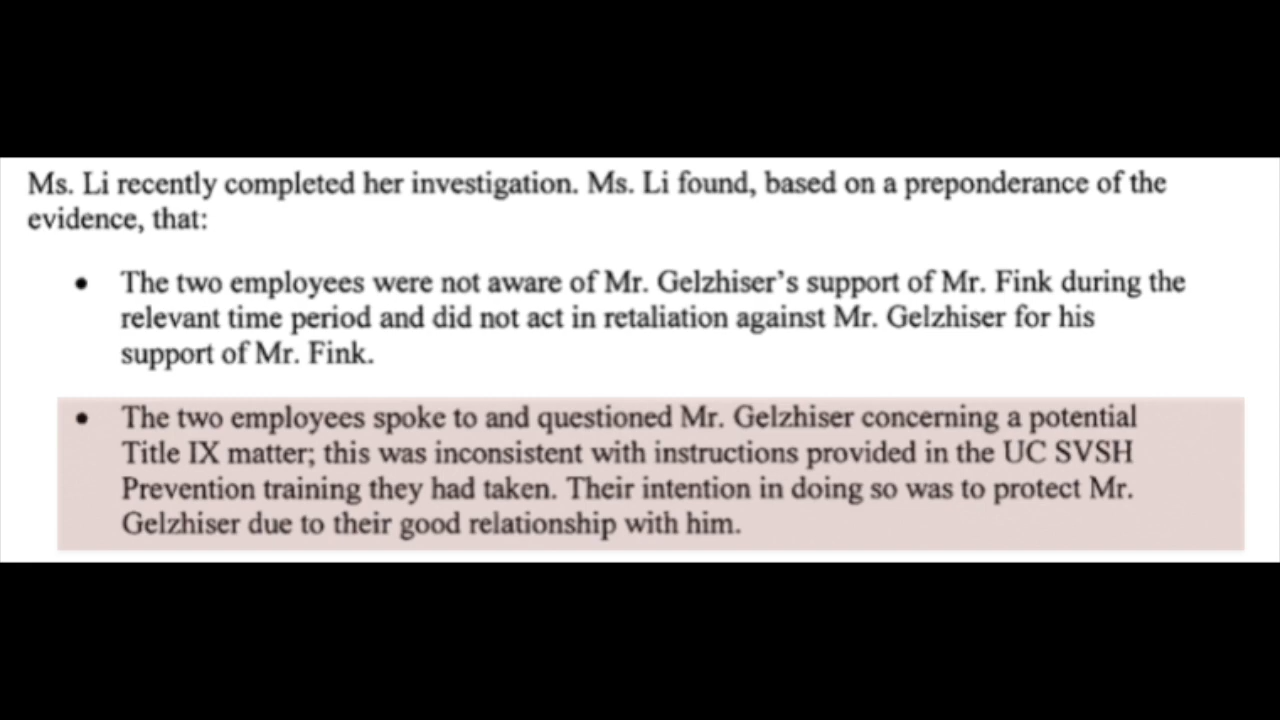 Ms. Li recently completed her investigation. Ms. Li found, based on a preponderance of the
evidence, that:
• The two employees were not aware of Mr. Gelzhiser’s support of Mr. Fink during the
relevant time period and did not act in retaliation against Mr. Gelzhiser for his
support of Mr. Fink.
• The two employees spoke to and questioned Mr. Gelzhiser concerning a potential
Title IX matter; this was inconsistent with instructions provided in the UC SVSH
Prevention training they had taken. Their intention in doing so was to protect Mr.
Gelzhiser due to their good relationship with him.